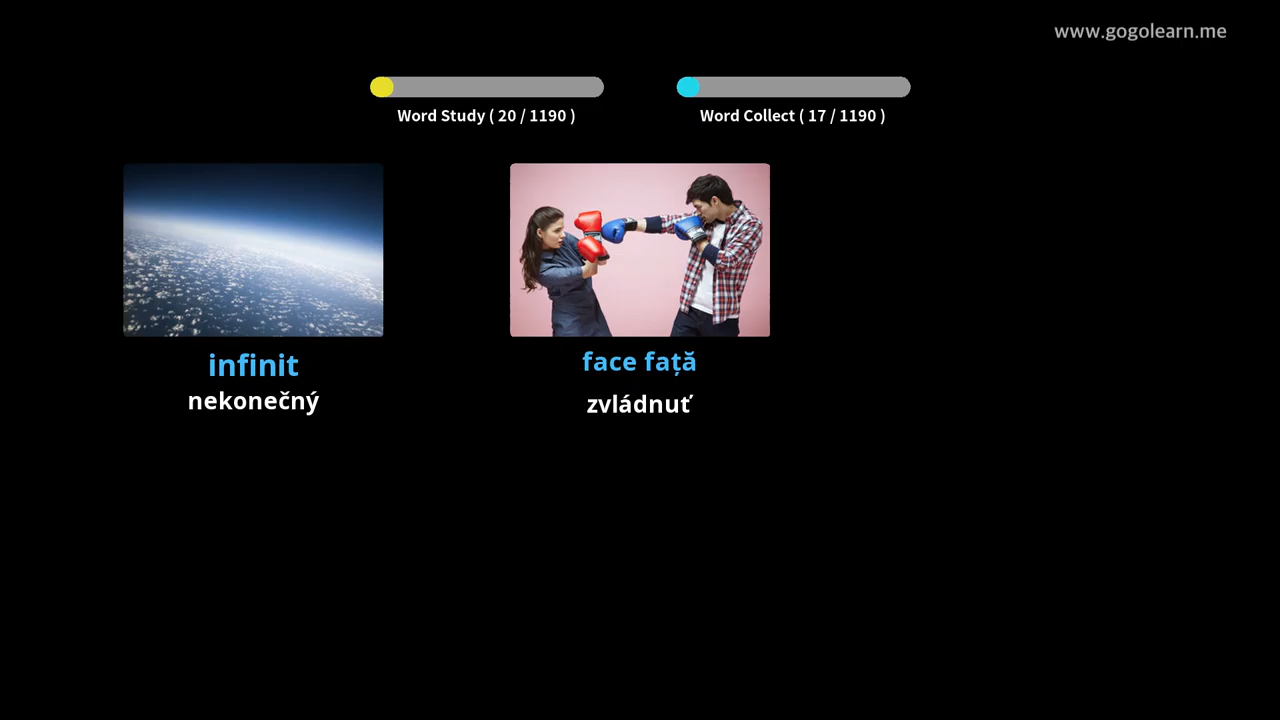 www.gogolearn.me
Word Study ( 20 / 1190 )
Word Collect ( 17 / 1190 )
infinit
nekonečný
face față
zvládnuť